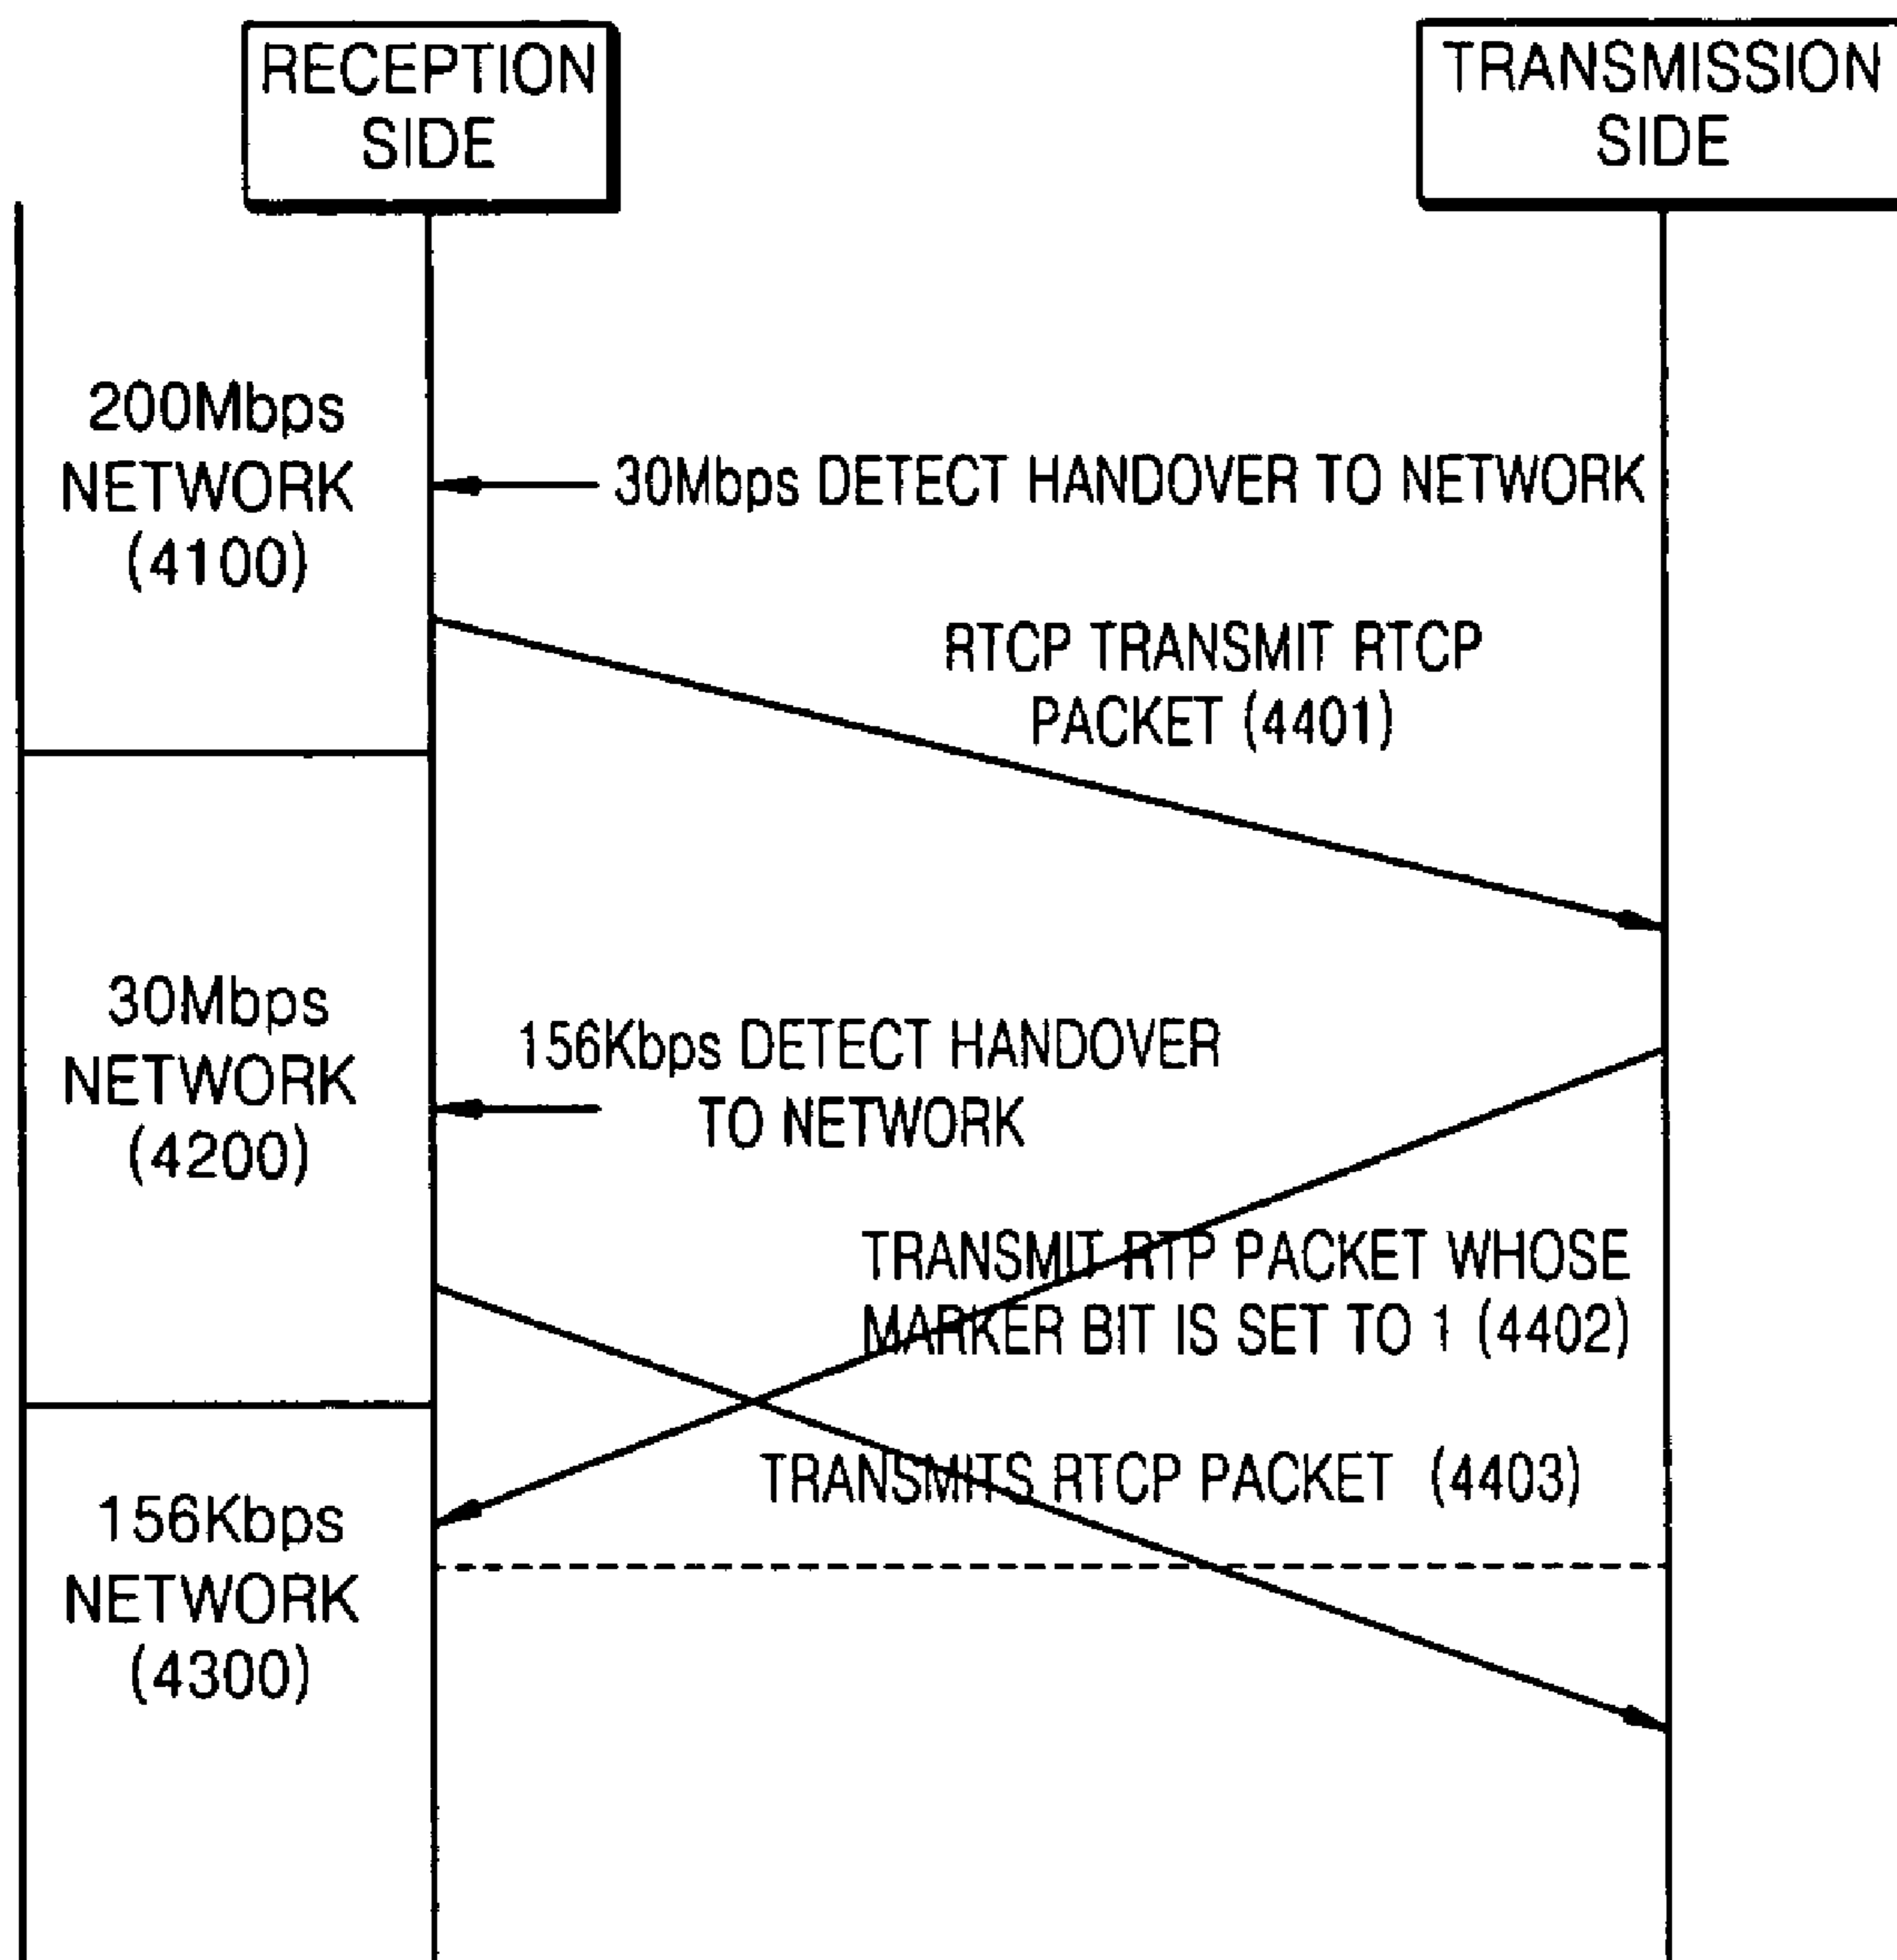 RECEPTION
SIDE
TRANSMISSION
SIDE
200Mbps
NETWORK
(4100)
30Mbps DETECT HANDOVER TO NETWORK
RTCP TRANSMIT RTCP
PACKET (4401)
30Mbps
NETWORK
(4200)
156Kbps DETECT HANDOVER
TO NETWORK
TRANSMIT RTP PACKET WHOSE
MARKER BIT IS SET TO 1 (4402)
TRANSMITS RTCP PACKET (4403)
156Kbps
NETWORK
(4300)